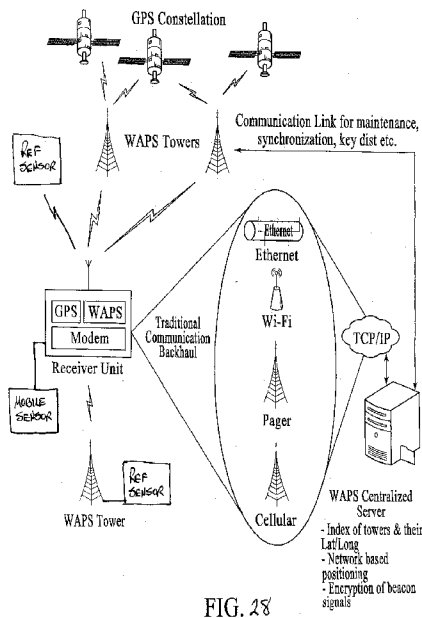 GPS Constellation
WAPS Towers
Communication Link for maintenance,
synchronization, key dist etc.
REF
SENSOR
Ethernet
Ethernet
GPS WAPS
Modem
Receiver Unit
Traditional
Communication
Backhaul
Wi-Fi
TCP/IP
MOBILE
SENSOR
Pager
REF
SENSOR
WAPS Tower
Cellular
WAPS Centralized
Server
- Index of towers & their
Lat/Long
- Network based
positioning
- Encryption of beacon
signals
FIG. 28